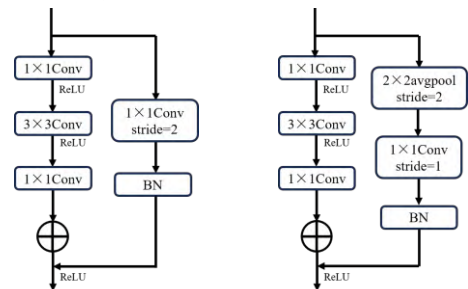 1×1Conv
ReLU
3×3Conv
ReLU
1×1Conv
ReLU
1×1Conv
stride=2
BN
1×1Conv
ReLU
3×3Conv
ReLU
1×1Conv
ReLU
2×2avgpool
stride=2
1×1Conv
stride=1
BN